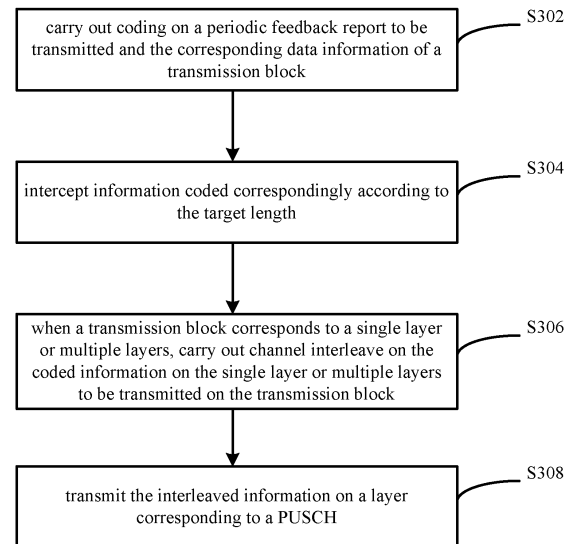 S302
carry out coding on a periodic feedback report to be
transmitted and the corresponding data information of a
transmission block
S304
intercept information coded correspondingly according to
the target length
S306
when a transmission block corresponds to a single layer
or multiple layers, carry out channel interleave on the
coded information on the single layer or multiple layers
to be transmitted on the transmission block
S308
transmit the interleaved information on a layer
corresponding to a PUSCH